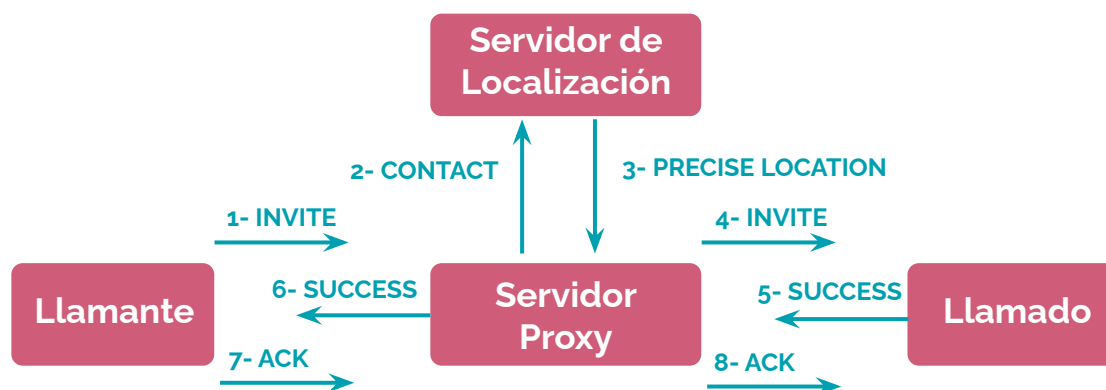 Servidor de
Localización
2- CONTACT
3- PRECISE LOCATION
1- INVITE
4- INVITE
Llamante
6- SUCCESS
Servidor
Proxy
5- SUCCESS
Llamado
7- ACK
8- ACK